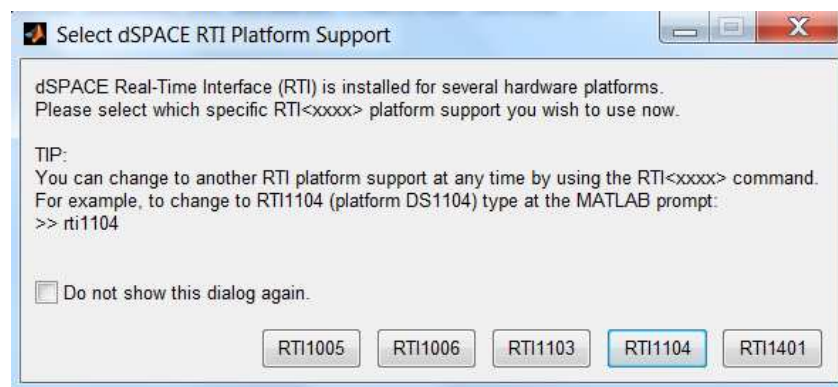 Select dSPACE RTI Platform Support
dSPACE Real-Time Interface (RTI) is installed for several hardware platforms.
Please select which specific RTI<xxxx> platform support you wish to use now.
TIP:
You can change to another RTI platform support at any time by using the RTI<xxxx> command.
For example, to change to RTI1104 (platform DS1104) type at the MATLAB prompt:
>> rti1104
Do not show this dialog again.
RTI1005 RTI1006 RTI1103 RTI1104 RTI1401